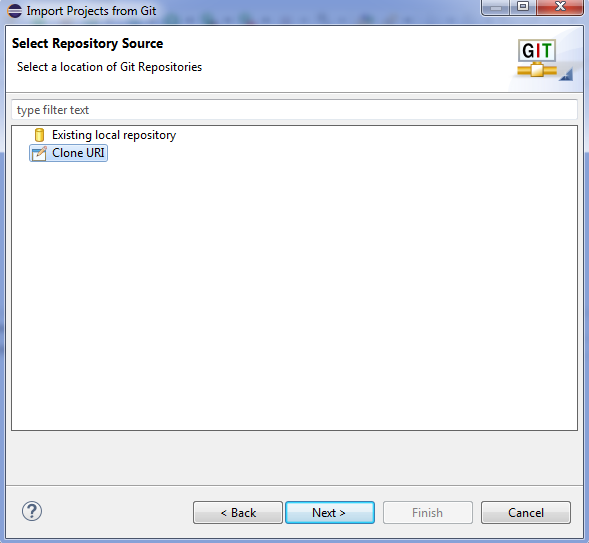 Import Projects from Git
Select Repository Source
Select a location of Git Repositories
GIT
type filter text
Existing local repository
Clone URI
?
< Back
Next >
Finish
Cancel